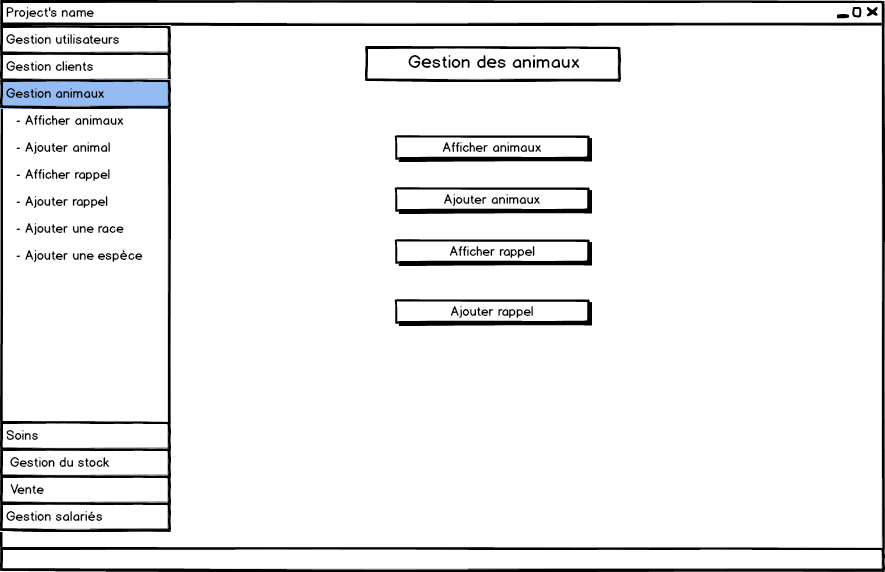 Project's name
Gestion utilisateurs
Gestion clients
Gestion animaux
- Afficher animaux
- Ajouter animal
- Afficher rappel
- Ajouter rappel
- Ajouter une race
- Ajouter une espèce
Soins
Gestion du stock
Vente
Gestion salariés
Gestion des animaux
Afficher animaux
Ajouter animaux
Afficher rappel
Ajouter rappel